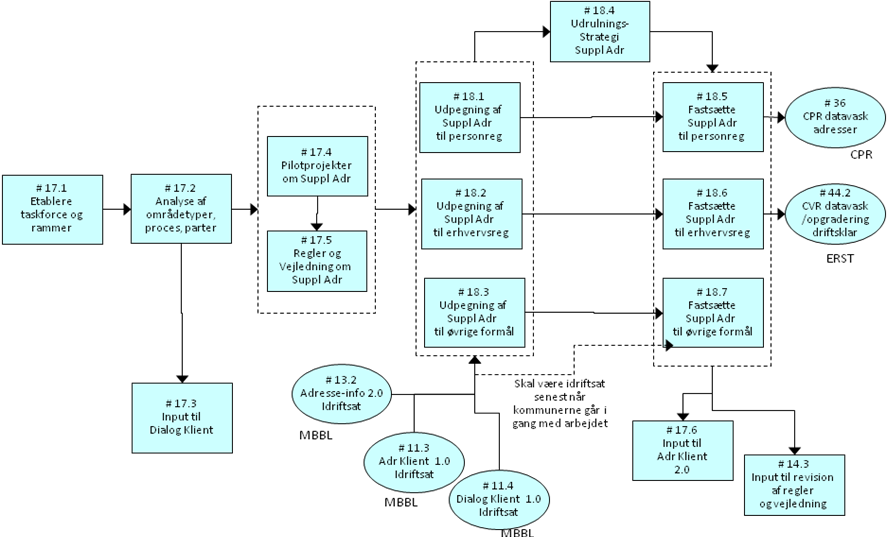 # 18.4
Udrulnings-
Strategi
Suppl Adr
# 18.1
Udpegning af
Suppl Adr
til personreg
# 18.5
Fastsætte
Suppl Adr
til personreg
# 36
CPR datavask
adresser
CPR
# 17.1
Etablere
taskforce og
rammer
# 17.2
Analyse af
områdetyper,
proces, parter
# 17.4
Pilotprojekter
om Suppl Adr
# 17.5
Regler og
Vejledning om
Suppl Adr
# 18.2
Udpegning af
Suppl Adr
til erhvervsreg
# 18.6
Fastsætte
Suppl Adr
til erhvervsreg
# 44.2
CVR datavask
/opgradering
driftsklar
ERST
# 18.3
Udpegning af
Suppl Adr
til øvrige formål
# 18.7
Fastsætte
Suppl Adr
til øvrige formål
# 17.3
Input til
Dialog Klient
# 13.2
Adresse-info 2.0
Idriftsat
MBBL
# 11.3
Adr Klient 1.0
Idriftsat
MBBL
# 11.4
Dialog Klient 1.0
Idriftsat
MBBL
Skal være idriftsat
senest når
kommunerne går i
gang med arbejdet
# 17.6
Input til
Adr Klient
2.0
# 14.3
Input til revision
af regler
og vejledning